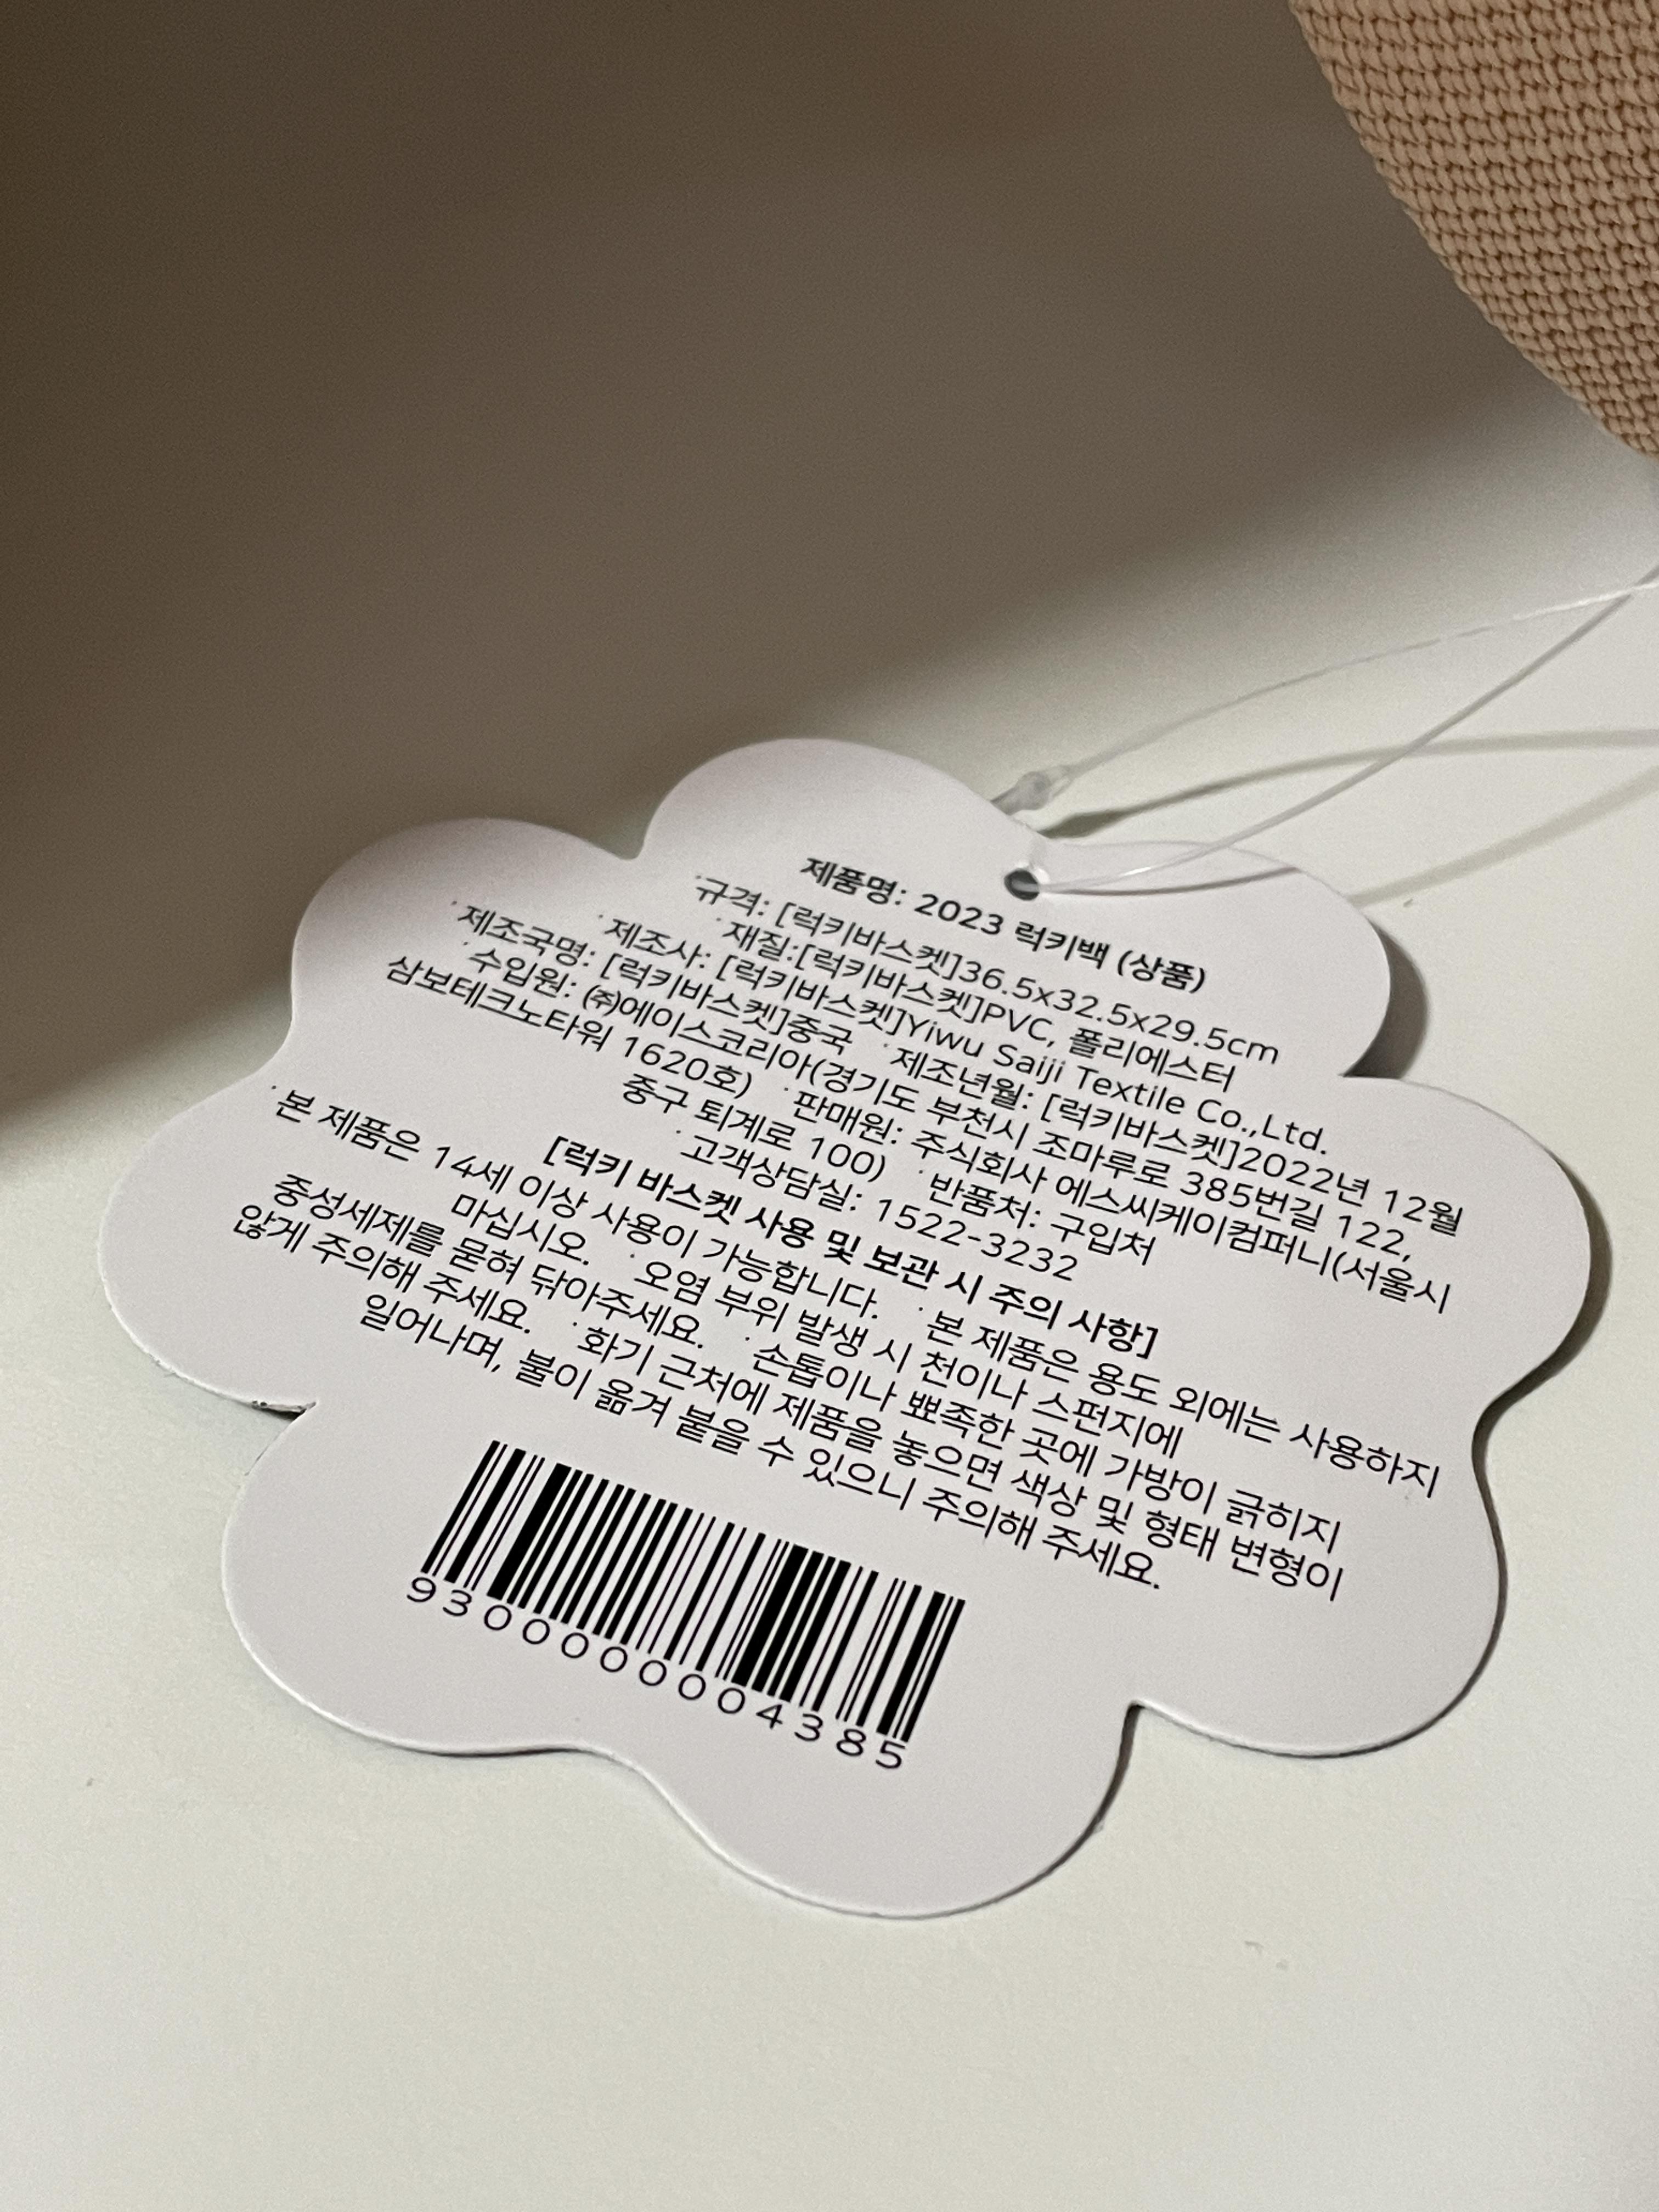 제품명: 2023 럭키백 (상품)
·규격: [럭키바스켓]36.5x32.5x29.5cm
·재질:[럭키바스켓]PVC, 폴리에스터
·제조사: [럭키바스켓]Yiwu Saiji Textile Co.,Ltd.
·제조국명: [럭키바스켓]중국 ·제조년월: [럭키바스켓]2022년 12월
·수입원: ㈜에이스코리아(경기도 부천시 조마루로 385번길 122,
삼보테크노타워 1620호) ·판매원: 주식회사 에스씨케이컴퍼니(서울시
중구 퇴계로 100) ·반품처: 구입처
·고객상담실: 1522-3232
[럭키 바스켓 사용 및 보관 시 주의 사항]
·본 제품은 14세 이상 사용이 가능합니다. ·본 제품은 용도 외에는 사용하지
마십시오. ·오염 부위 발생 시 천이나 스펀지에
중성세제를 묻혀 닦아주세요. ·손톱이나 뾰족한 곳에 가방이 긁히지
않게 주의해 주세요. ·화기 근처에 제품을 놓으면 색상 및 형태 변형이
일어나며, 불이 옮겨 붙을 수 있으니 주의해 주세요.
9300000004385